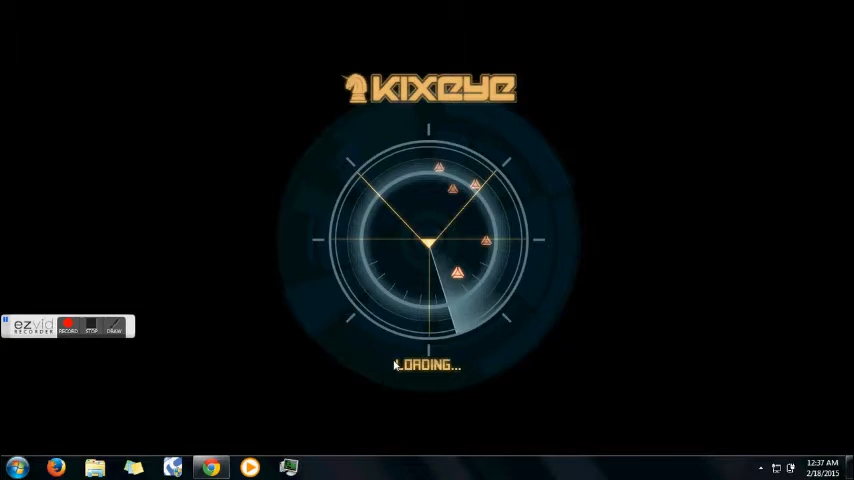 KIXEYE
ezvid
RECORDER
RECORD
STOP
DRAW
LOADING...
12:37 AM
2/18/2015